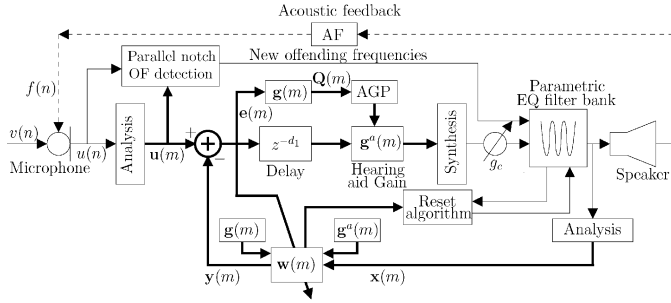 Acoustic feedback
AF
Parallel notch
OF detection
New offending frequencies
f(n)
v(n)
Microphone
u(n)
Analysis
u(m)
+
−
e(m)
g(m)
Q(m)
AGP
z^{-d_1}
Delay
g^a(m)
Hearing
aid Gain
Synthesis
g_c
Parametric
EQ filter bank
Speaker
Reset
algorithm
Analysis
g(m)
g^a(m)
w(m)
y(m)
x(m)